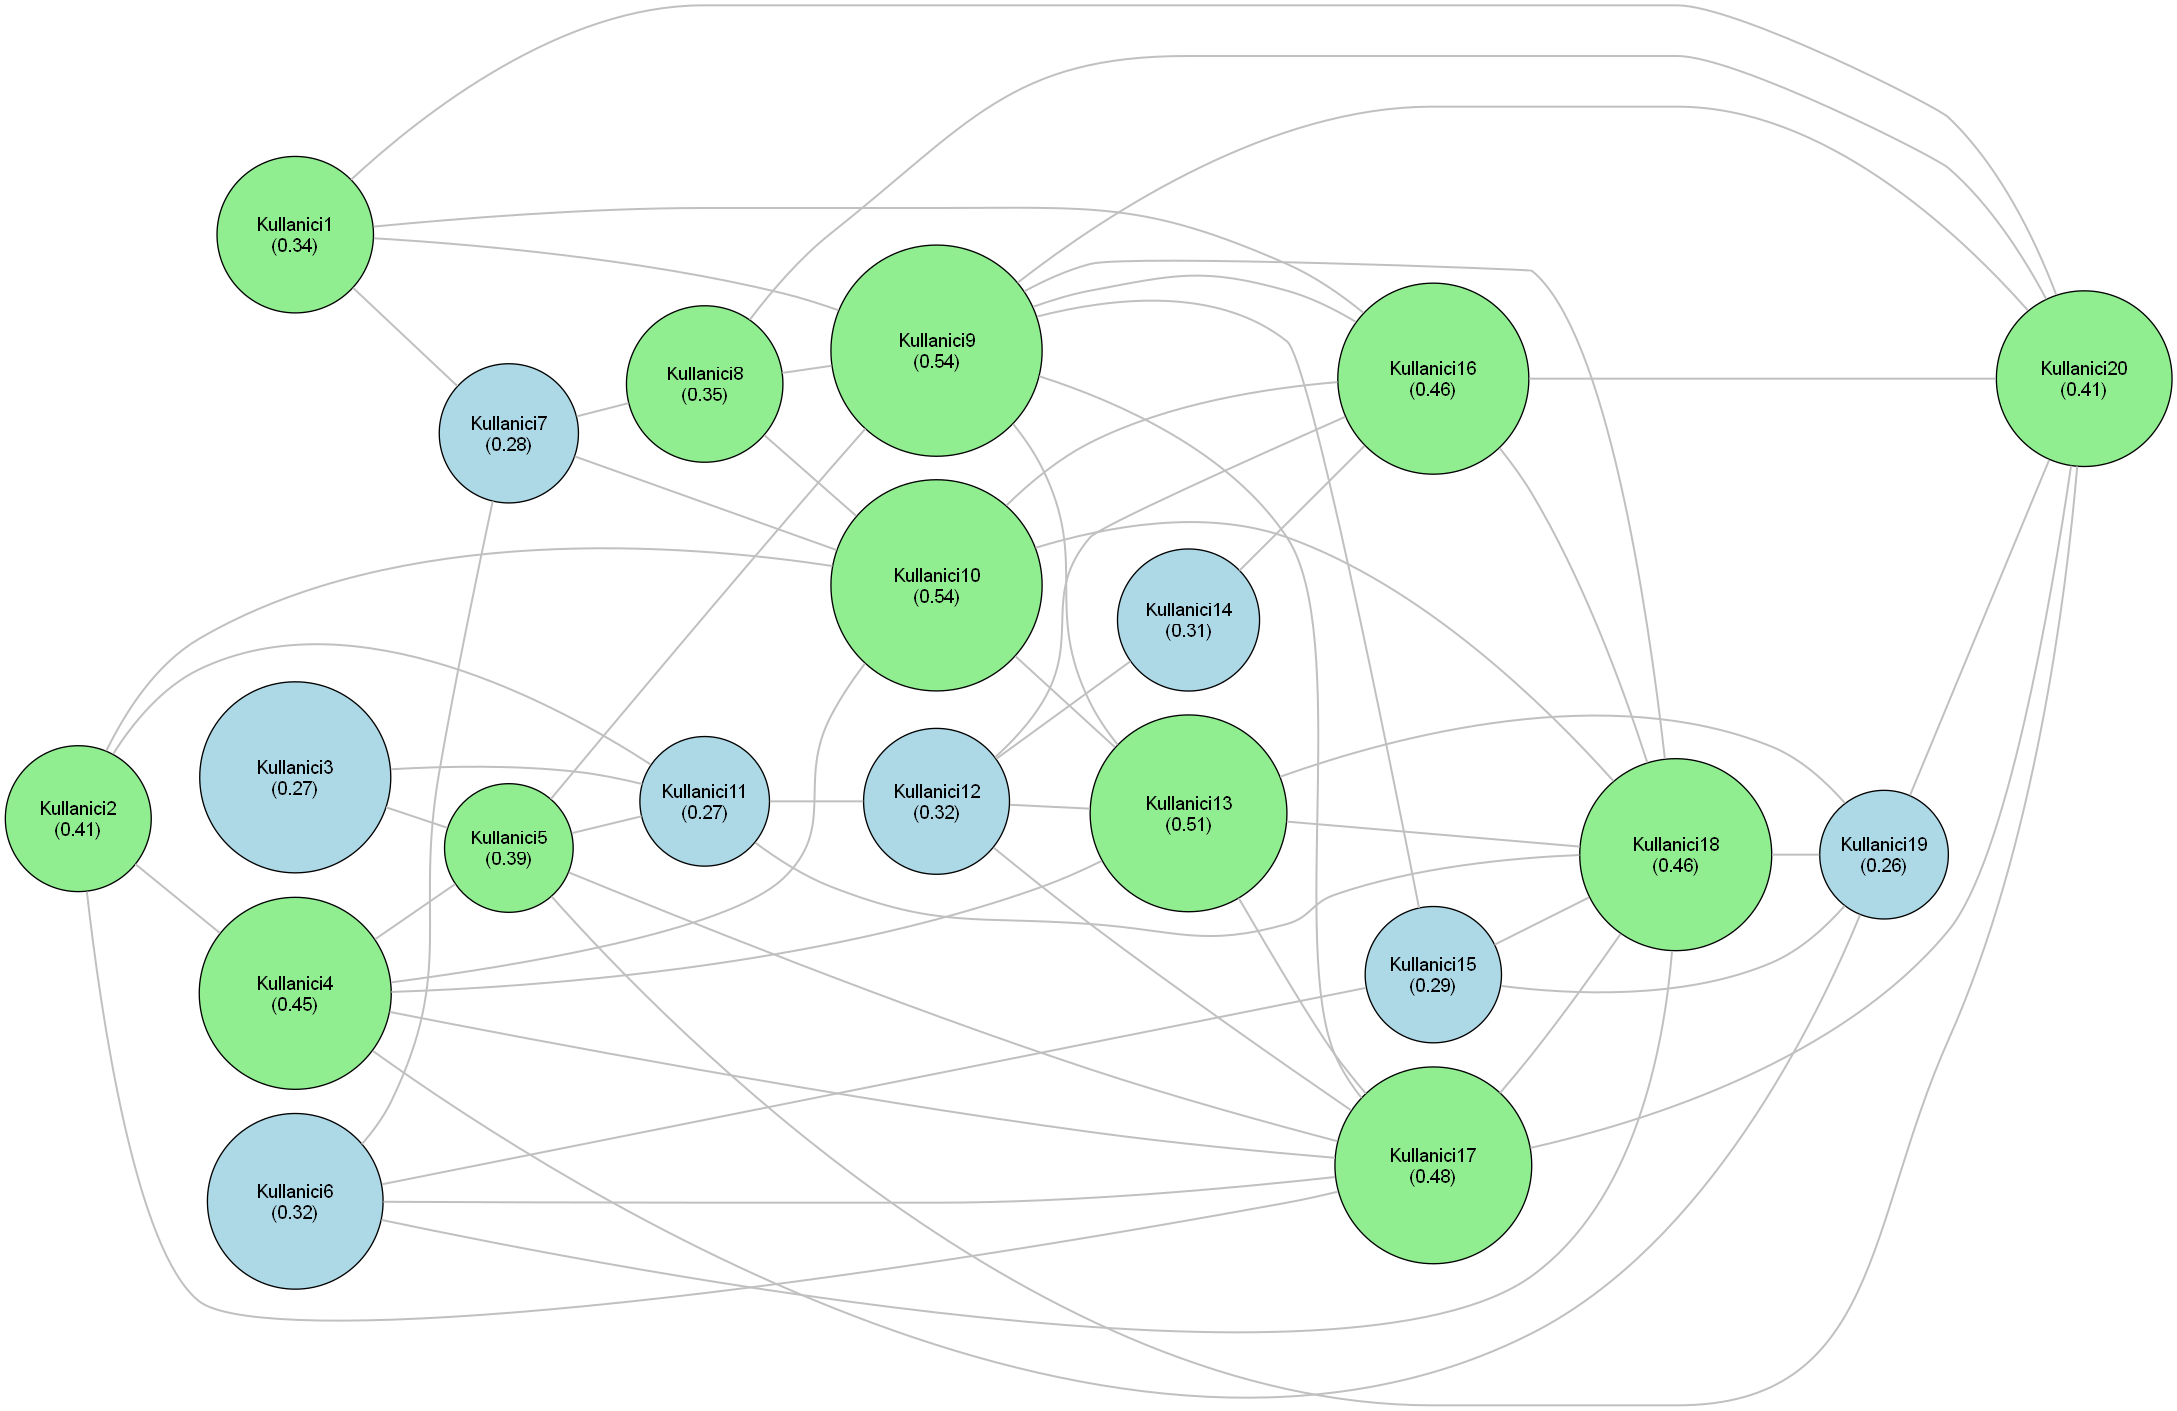 Kullanici1
(0.34)
Kullanici2
(0.41)
Kullanici3
(0.27)
Kullanici4
(0.45)
Kullanici5
(0.39)
Kullanici6
(0.32)
Kullanici7
(0.28)
Kullanici8
(0.35)
Kullanici9
(0.54)
Kullanici10
(0.54)
Kullanici11
(0.27)
Kullanici12
(0.32)
Kullanici13
(0.51)
Kullanici14
(0.31)
Kullanici15
(0.29)
Kullanici16
(0.46)
Kullanici17
(0.48)
Kullanici18
(0.46)
Kullanici19
(0.26)
Kullanici20
(0.41)